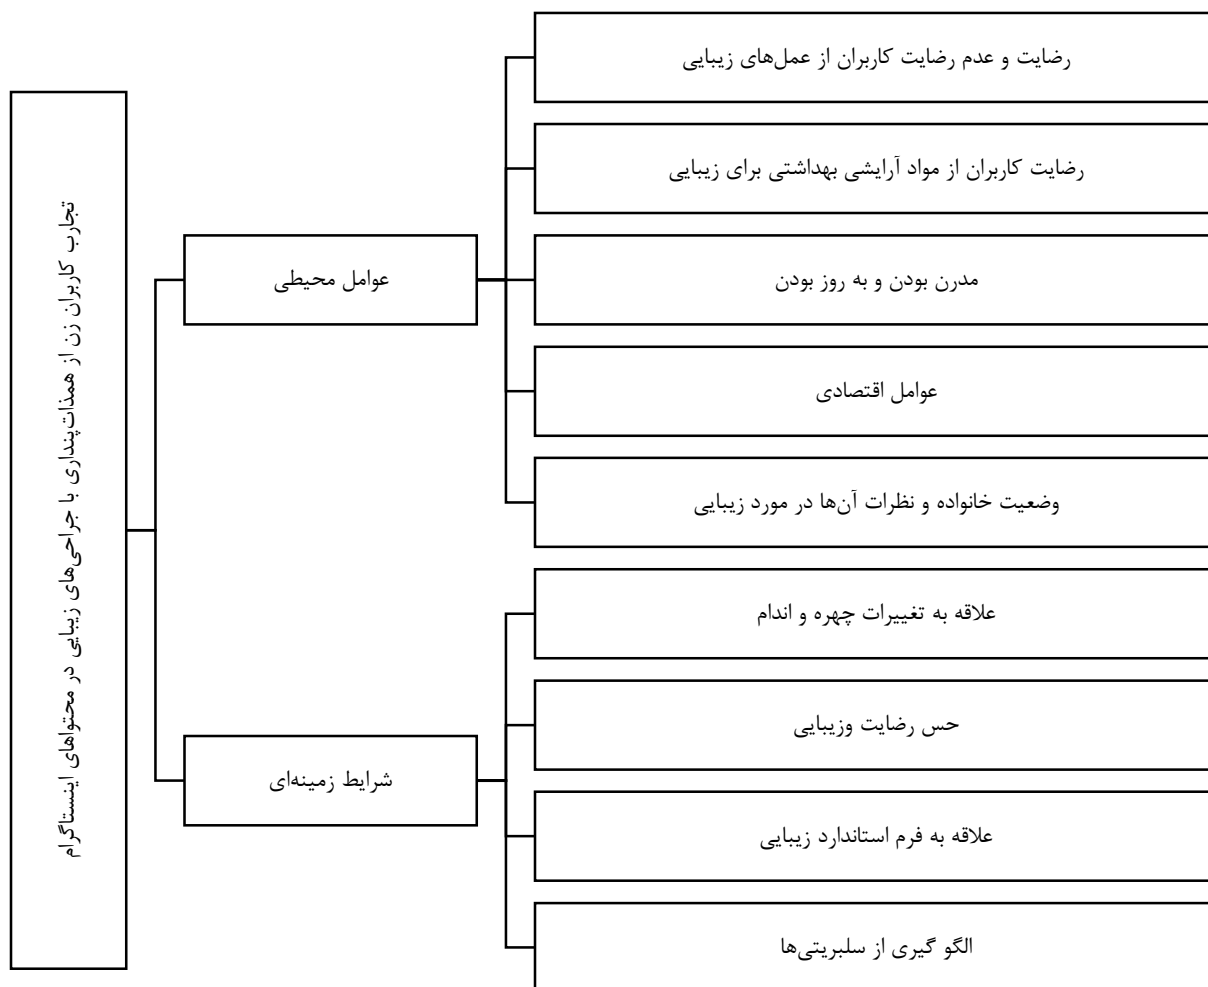 تجارب کاربران زن از همذات‌پنداری با جراحی‌های زیبایی در محتواهای اینستاگرام
عوامل محیطی
رضایت و عدم رضایت کاربران از عمل‌های زیبایی
رضایت کاربران از مواد آرایشی بهداشتی برای زیبایی
مدرن بودن و به روز بودن
عوامل اقتصادی
وضعیت خانواده و نظرات آن‌ها در مورد زیبایی
شرایط زمینه‌ای
علاقه به تغییرات چهره و اندام
حس رضایت وزیبایی
علاقه به فرم استاندارد زیبایی
الگو گیری از سلبریتی‌ها